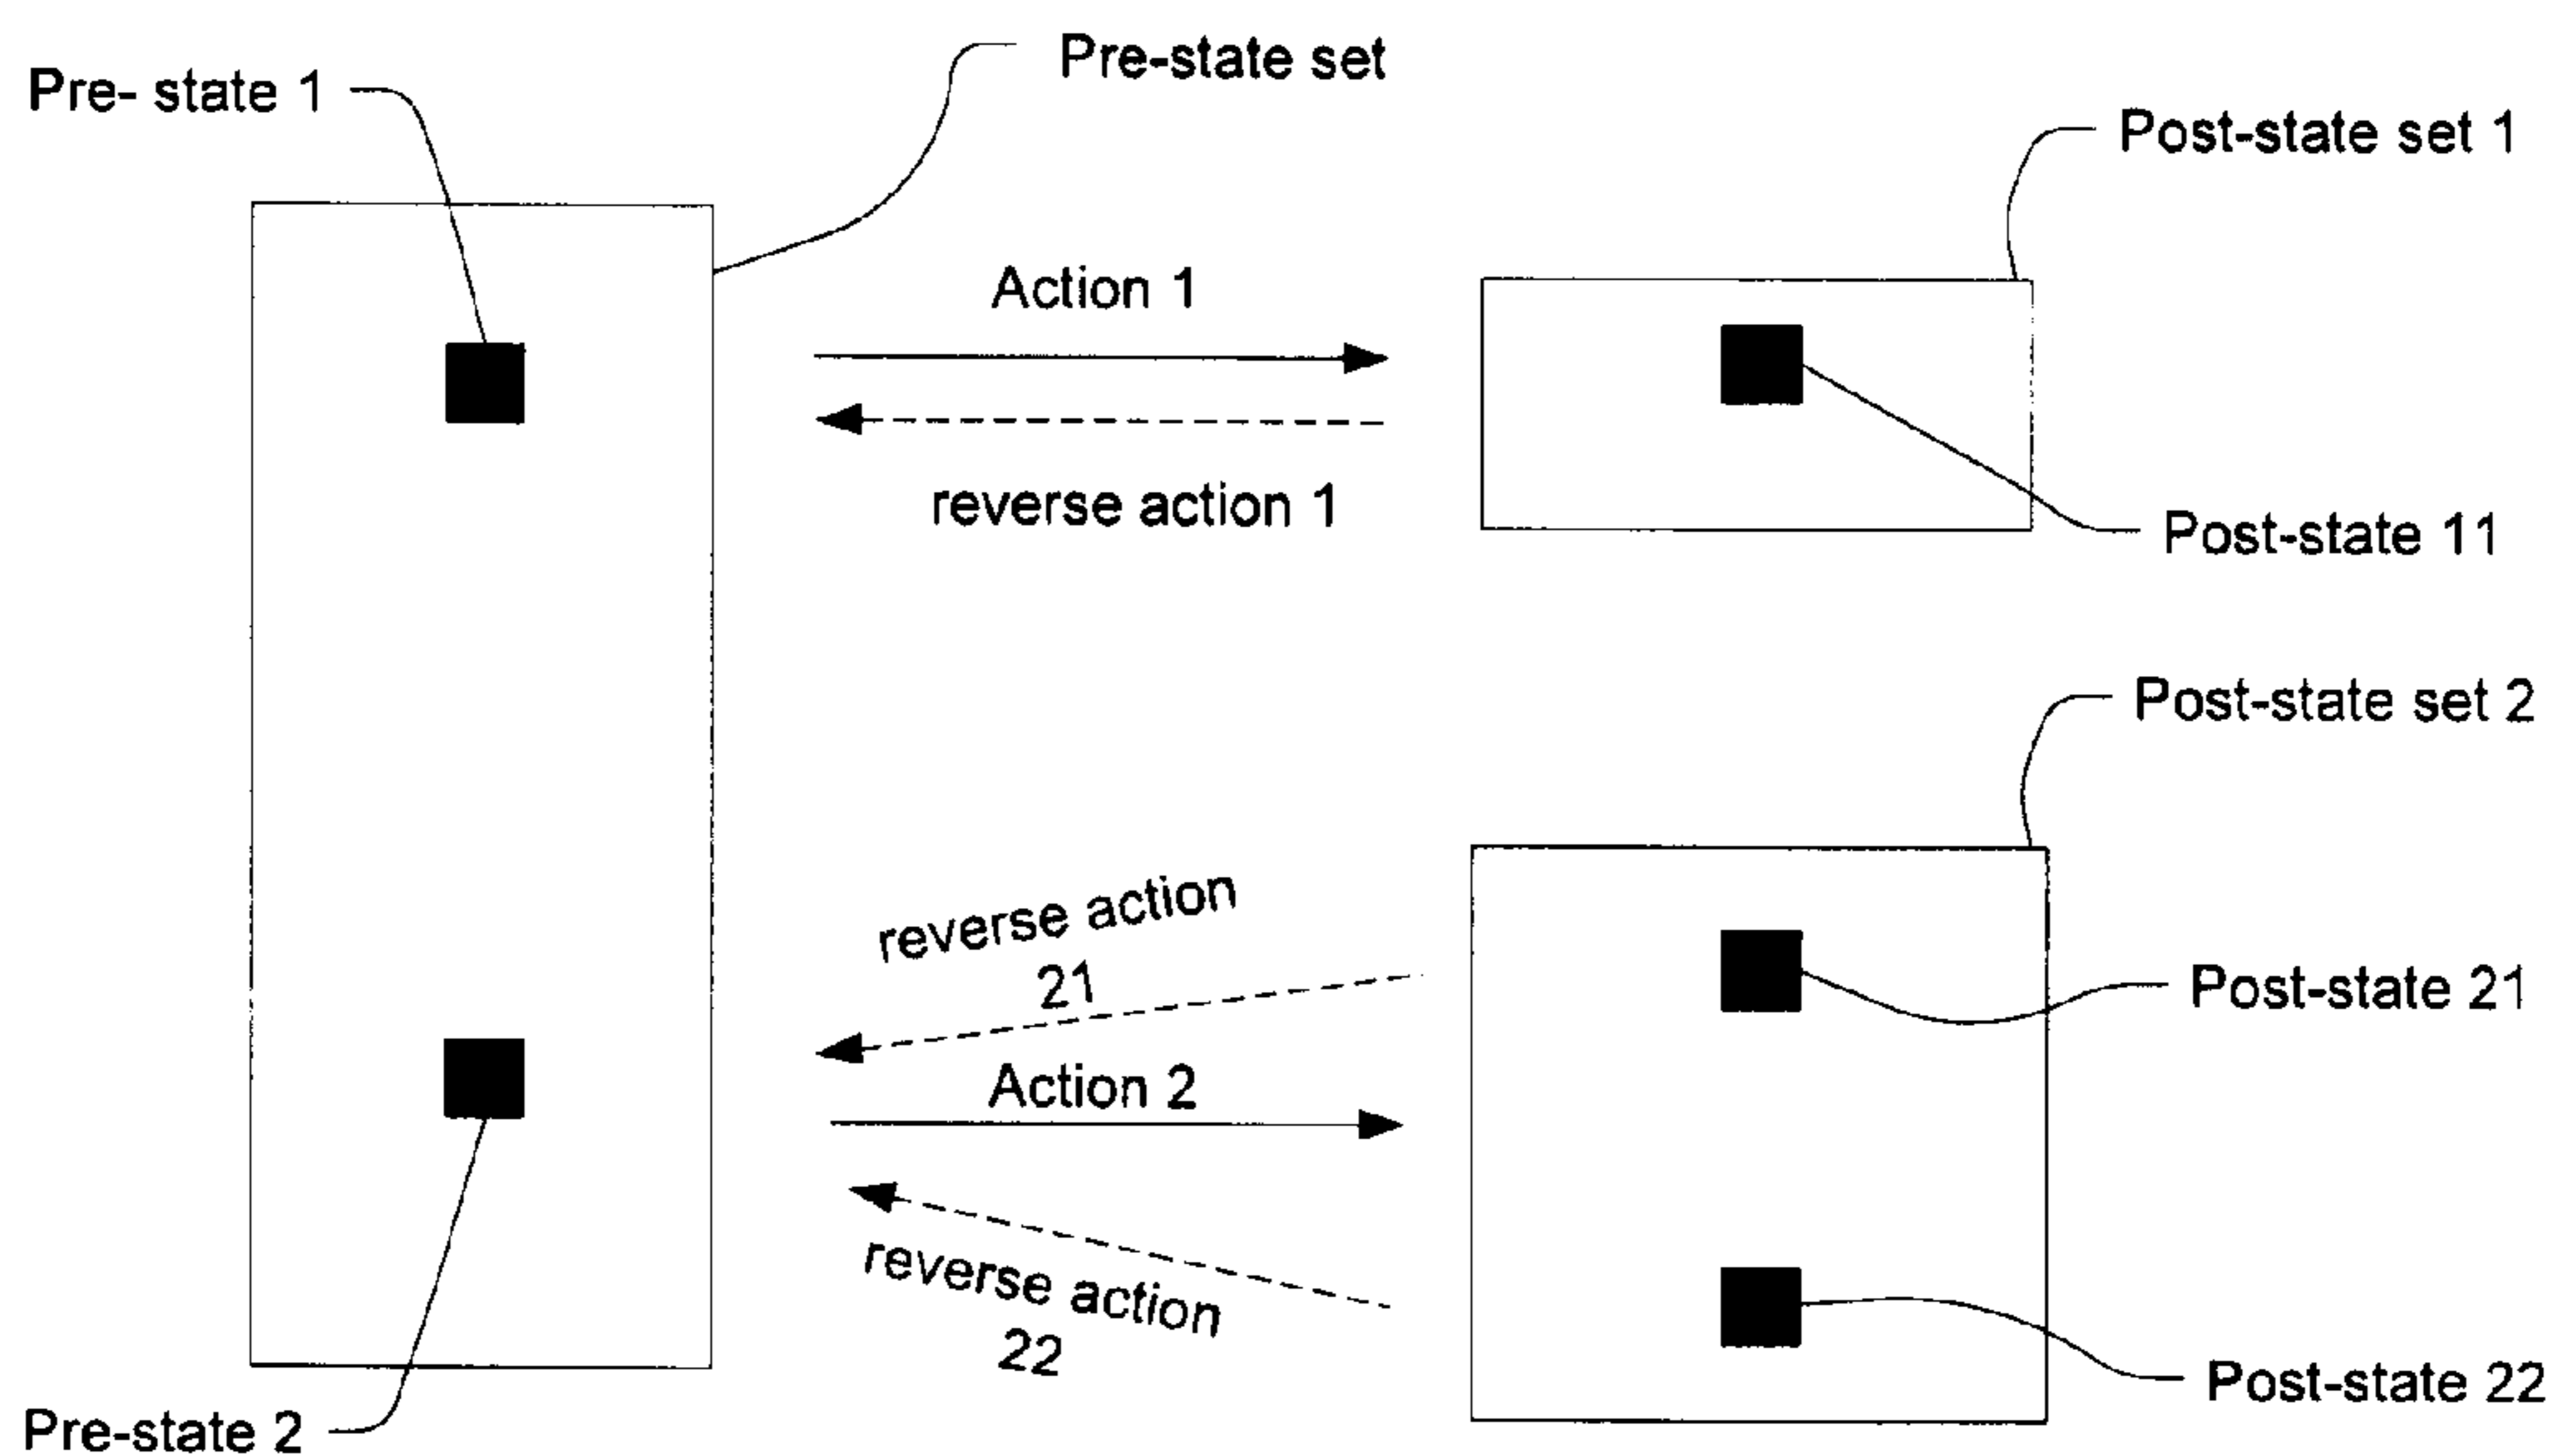 Pre-state set
Pre- state 1
Post-state set 1
Action 1
reverse action 1
Post-state 11
Post-state set 2
reverse action
21
Post-state 21
Action 2
reverse action
22
Post-state 22
Pre-state 2